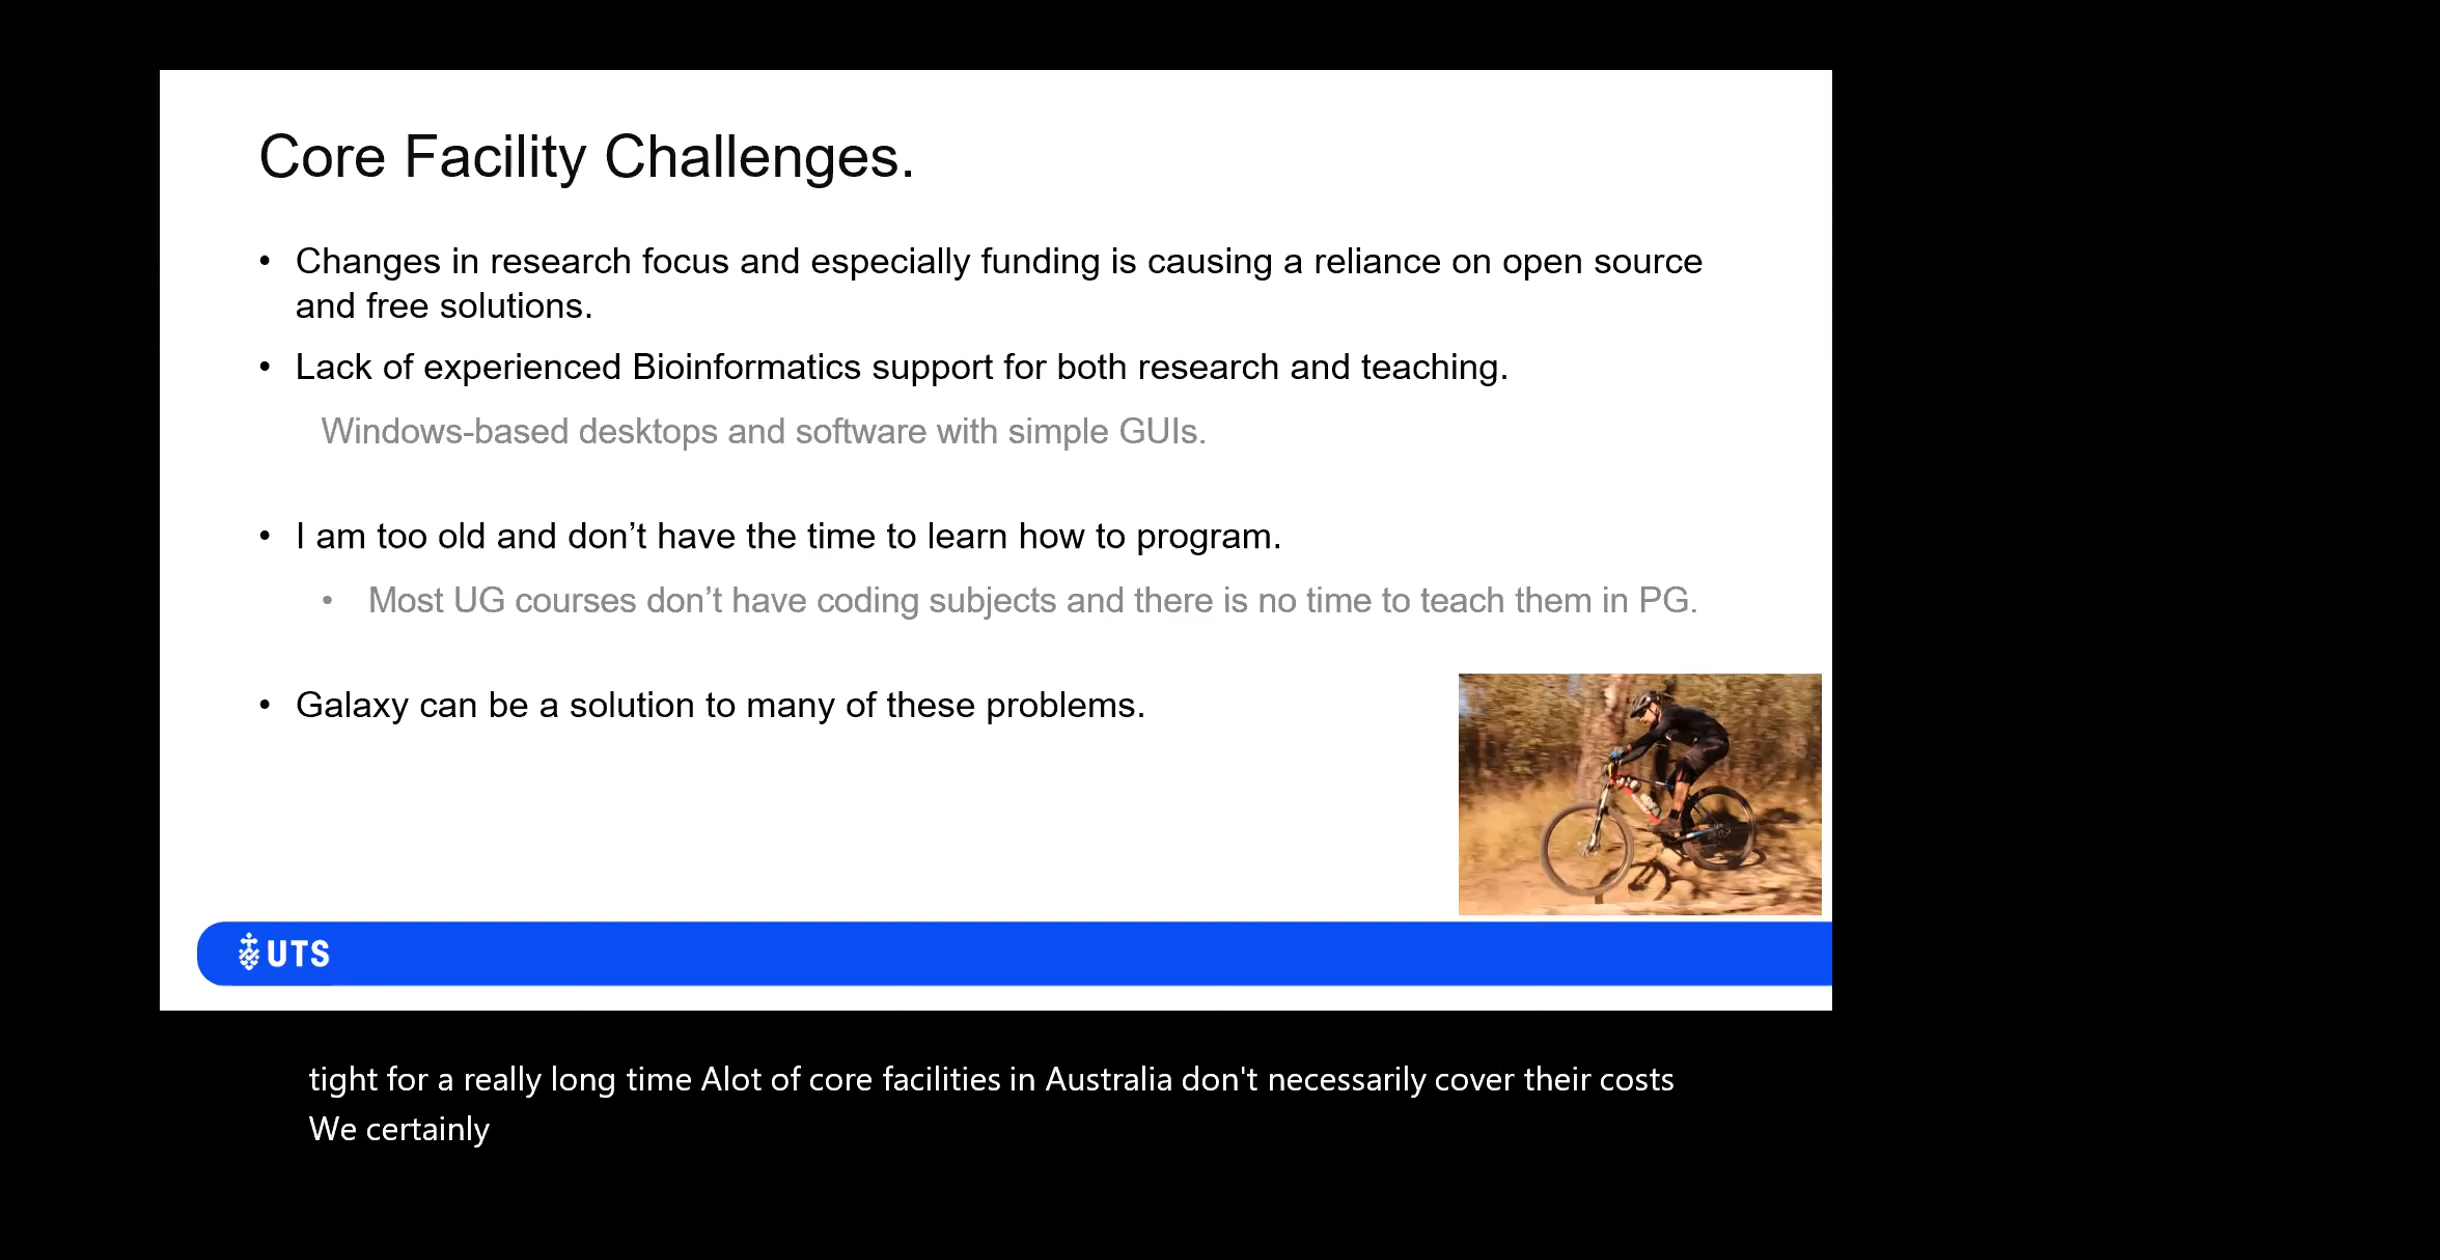 Core Facility Challenges.
• Changes in research focus and especially funding is causing a reliance on open source
and free solutions.
• Lack of experienced Bioinformatics support for both research and teaching.
Windows-based desktops and software with simple GUIs.
• I am too old and don’t have the time to learn how to program.
• Most UG courses don’t have coding subjects and there is no time to teach them in PG.
• Galaxy can be a solution to many of these problems.
UTS
tight for a really long time Alot of core facilities in Australia don't necessarily cover their costs
We certainly